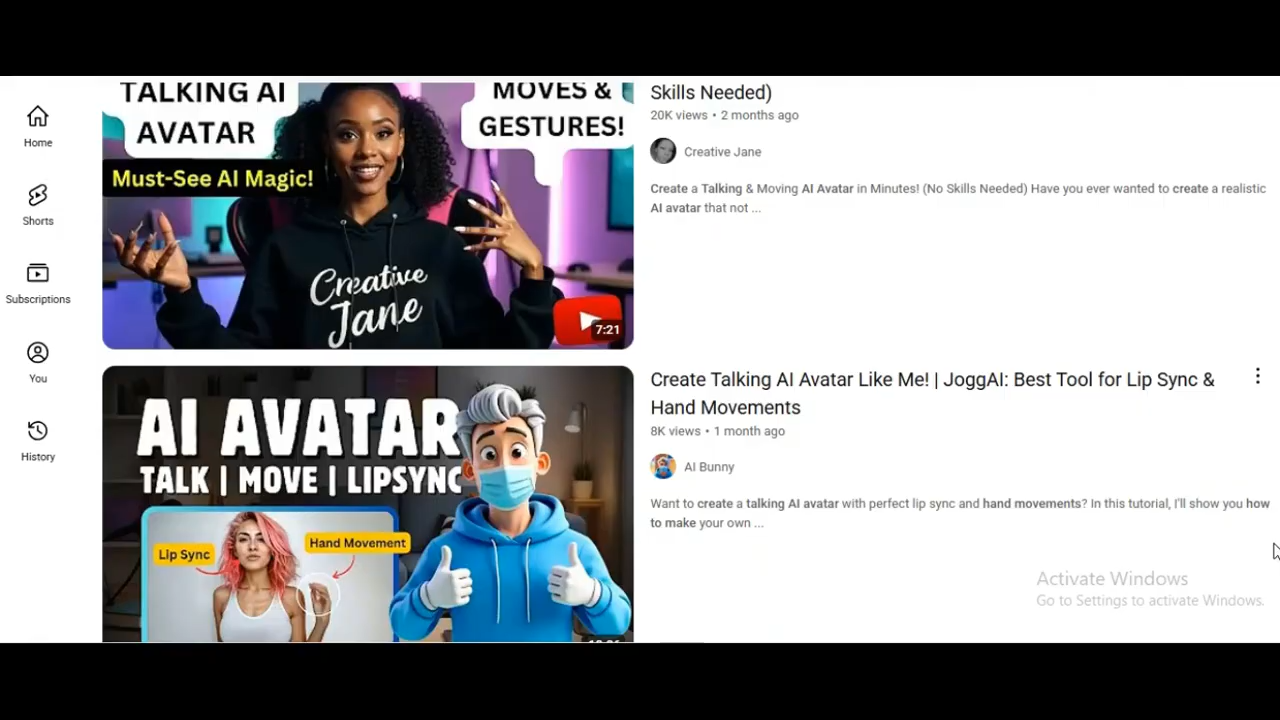 TALKING AI
AVATAR
MOVES &
GESTURES!
Must-See AI Magic!
Creative
Jane
7:21
Skills Needed)
20K views • 2 months ago
Creative Jane
Create a Talking & Moving AI Avatar in Minutes! (No Skills Needed) Have you ever wanted to create a realistic
AI avatar that not ...
Home
Shorts
Subscriptions
You
History
AI AVATAR
TALK | MOVE | LIPSYNC
Lip Sync
Hand Movement
Create Talking AI Avatar Like Me! | JoggAI: Best Tool for Lip Sync &
Hand Movements
8K views • 1 month ago
AI Bunny
Want to create a talking AI avatar with perfect lip sync and hand movements? In this tutorial, I'll show you how
to make your own ...
Activate Windows
Go to Settings to activate Windows.